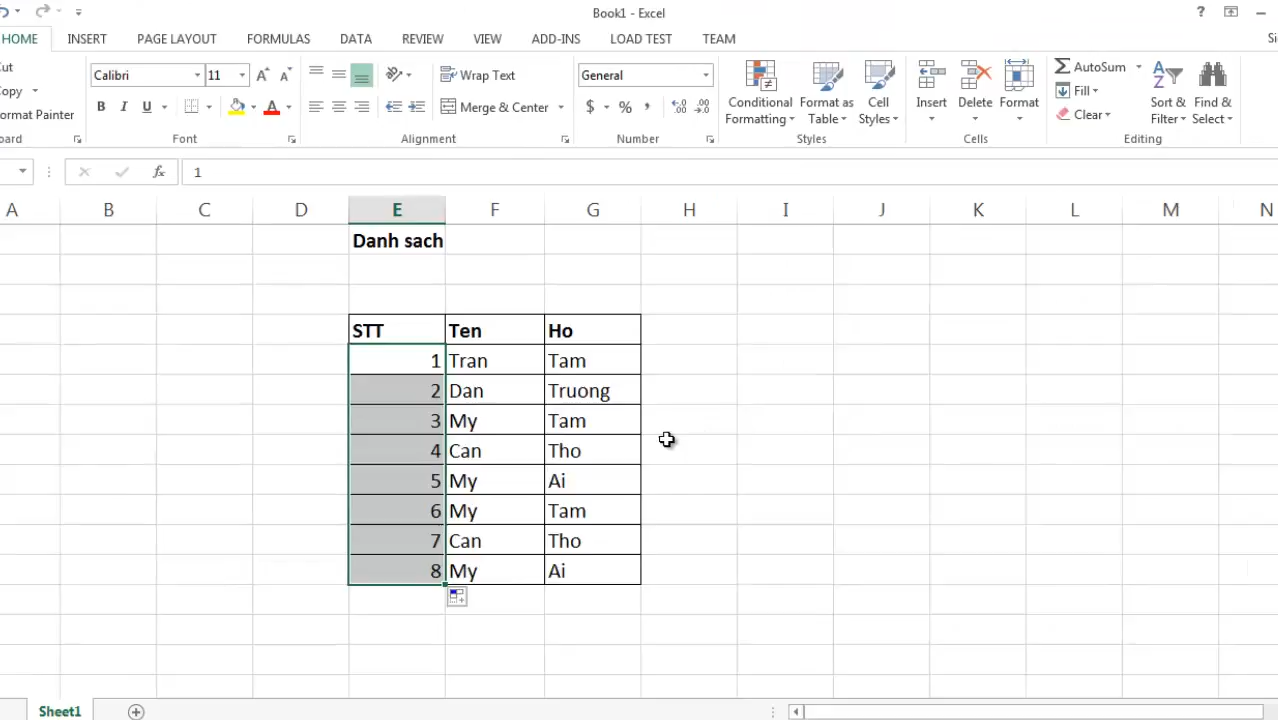 Book1 - Excel
?
HOME INSERT PAGE LAYOUT FORMULAS DATA REVIEW VIEW ADD-INS LOAD TEST TEAM
Calibri 11 A A Wrap Text General AutoSum
B I U A Merge & Center $ % , Conditional Formatting Format as Table Cell Styles Insert Delete Format Fill Sort & Filter Find & Select
Format Painter Clear
Font Alignment Number Styles Cells Editing
fx 1
A B C D E F G H I J K L M N
Danh sach
STT Ten Ho
1 Tran Tam
2 Dan Truong
3 My Tam
4 Can Tho
5 My Ai
6 My Tam
7 Can Tho
8 My Ai
Sheet1